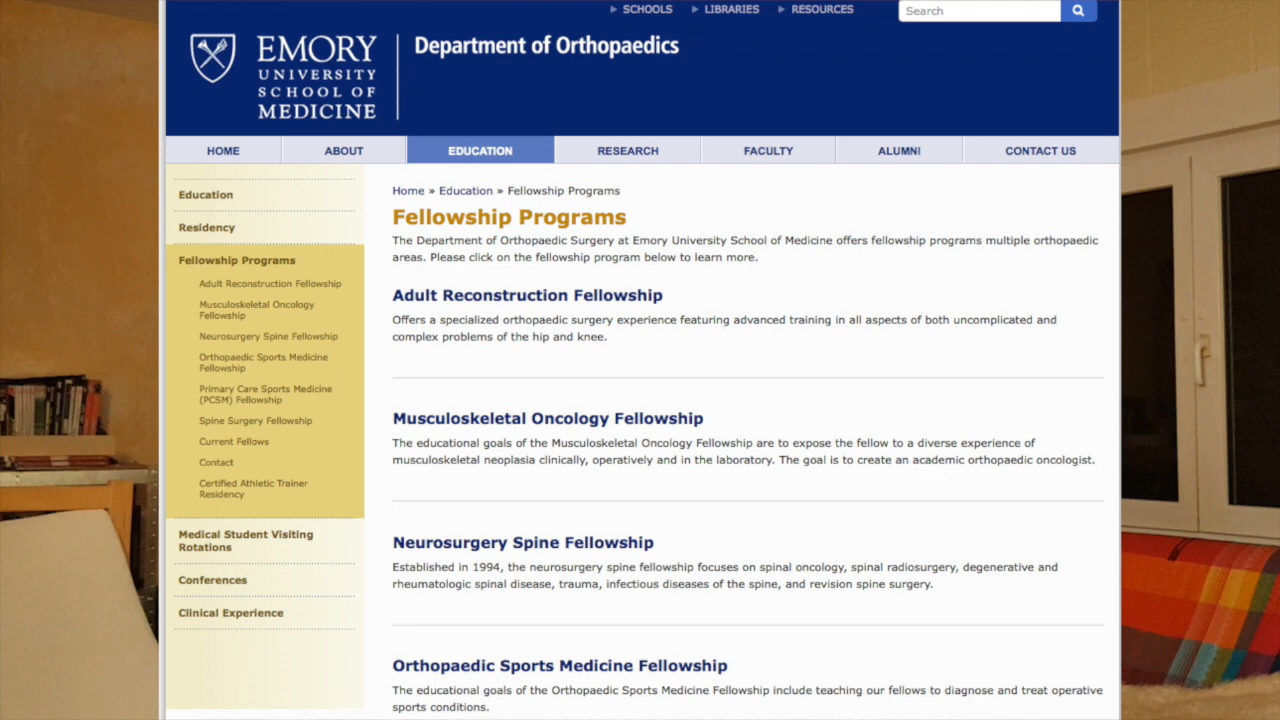 SCHOOLS
LIBRARIES
RESOURCES
Search
EMORY
UNIVERSITY
SCHOOL OF
MEDICINE
Department of Orthopaedics
HOME
ABOUT
EDUCATION
RESEARCH
FACULTY
ALUMNI
CONTACT US
Education
Residency
Fellowship Programs
Adult Reconstruction Fellowship
Musculoskeletal Oncology
Fellowship
Neurosurgery Spine Fellowship
Orthopaedic Sports Medicine
Fellowship
Primary Care Sports Medicine
(PCSM) Fellowship
Spine Surgery Fellowship
Current Fellows
Contact
Certified Athletic Trainer
Residency
Medical Student Visiting
Rotations
Conferences
Clinical Experience
Home » Education » Fellowship Programs
Fellowship Programs
The Department of Orthopaedic Surgery at Emory University School of Medicine offers fellowship programs multiple orthopaedic
areas. Please click on the fellowship program below to learn more.
Adult Reconstruction Fellowship
Offers a specialized orthopaedic surgery experience featuring advanced training in all aspects of both uncomplicated and
complex problems of the hip and knee.
Musculoskeletal Oncology Fellowship
The educational goals of the Musculoskeletal Oncology Fellowship are to expose the fellow to a diverse experience of
musculoskeletal neoplasia clinically, operatively and in the laboratory. The goal is to create an academic orthopaedic oncologist.
Neurosurgery Spine Fellowship
Established in 1994, the neurosurgery spine fellowship focuses on spinal oncology, spinal radiosurgery, degenerative and
rheumatologic spinal disease, trauma, infectious diseases of the spine, and revision spine surgery.
Orthopaedic Sports Medicine Fellowship
The educational goals of the Orthopaedic Sports Medicine Fellowship include teaching our fellows to diagnose and treat operative
sports conditions.